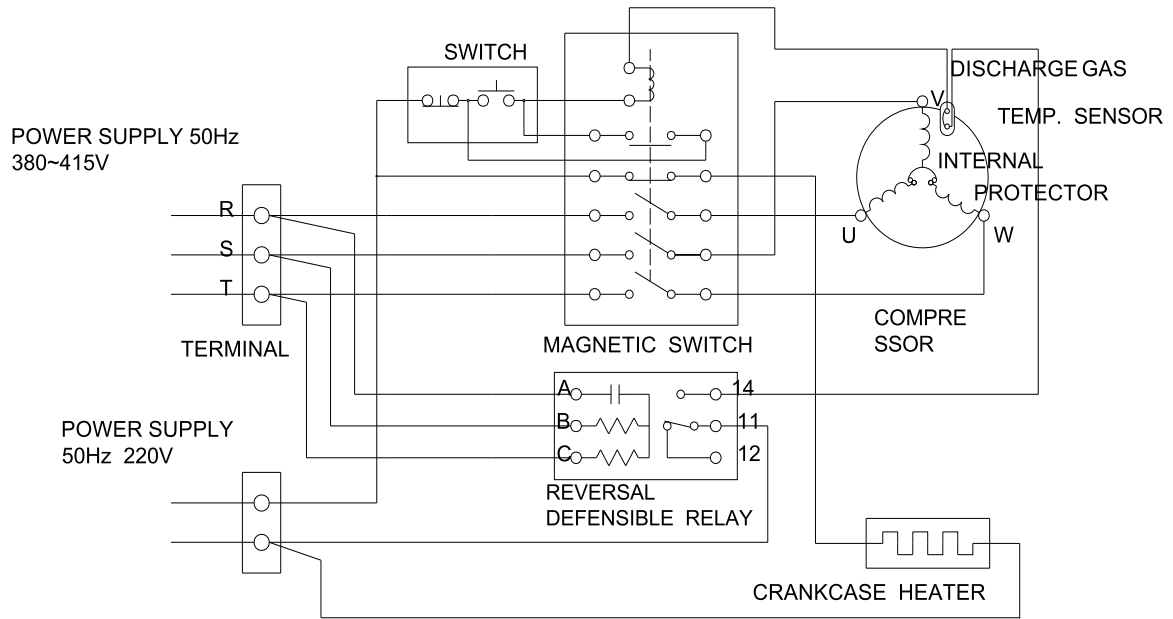 SWITCH
DISCHARGE GAS
V
TEMP. SENSOR
POWER SUPPLY 50Hz
380~415V
INTERNAL
PROTECTOR
R
U
W
S
T
COMPRE
SSOR
TERMINAL
MAGNETIC SWITCH
A
14
B
11
C
12
POWER SUPPLY
50Hz 220V
REVERSAL
DEFENSIBLE RELAY
CRANKCASE HEATER